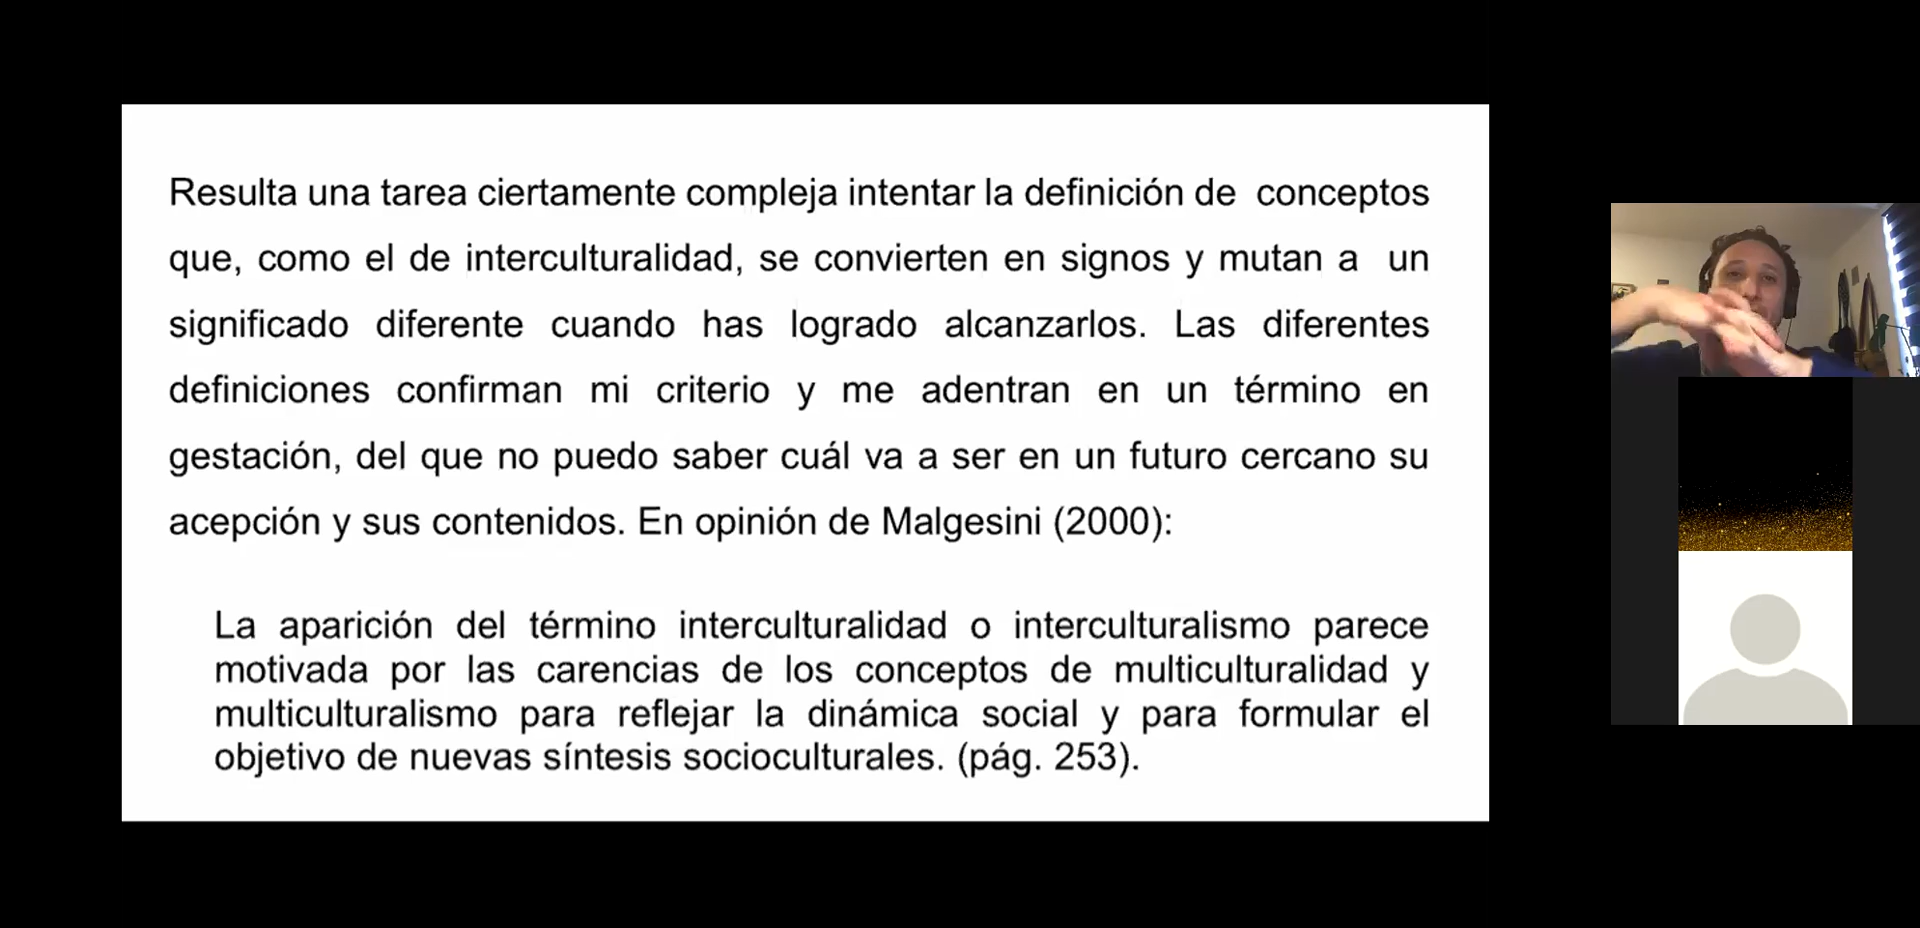 Resulta una tarea ciertamente compleja intentar la definición de conceptos
que, como el de interculturalidad, se convierten en signos y mutan a un
significado diferente cuando has logrado alcanzarlos. Las diferentes
definiciones confirman mi criterio y me adentran en un término en
gestación, del que no puedo saber cuál va a ser en un futuro cercano su
acepción y sus contenidos. En opinión de Malgesini (2000):
La aparición del término interculturalidad o interculturalismo parece
motivada por las carencias de los conceptos de multiculturalidad y
multiculturalismo para reflejar la dinámica social y para formular el
objetivo de nuevas síntesis socioculturales. (pág. 253).